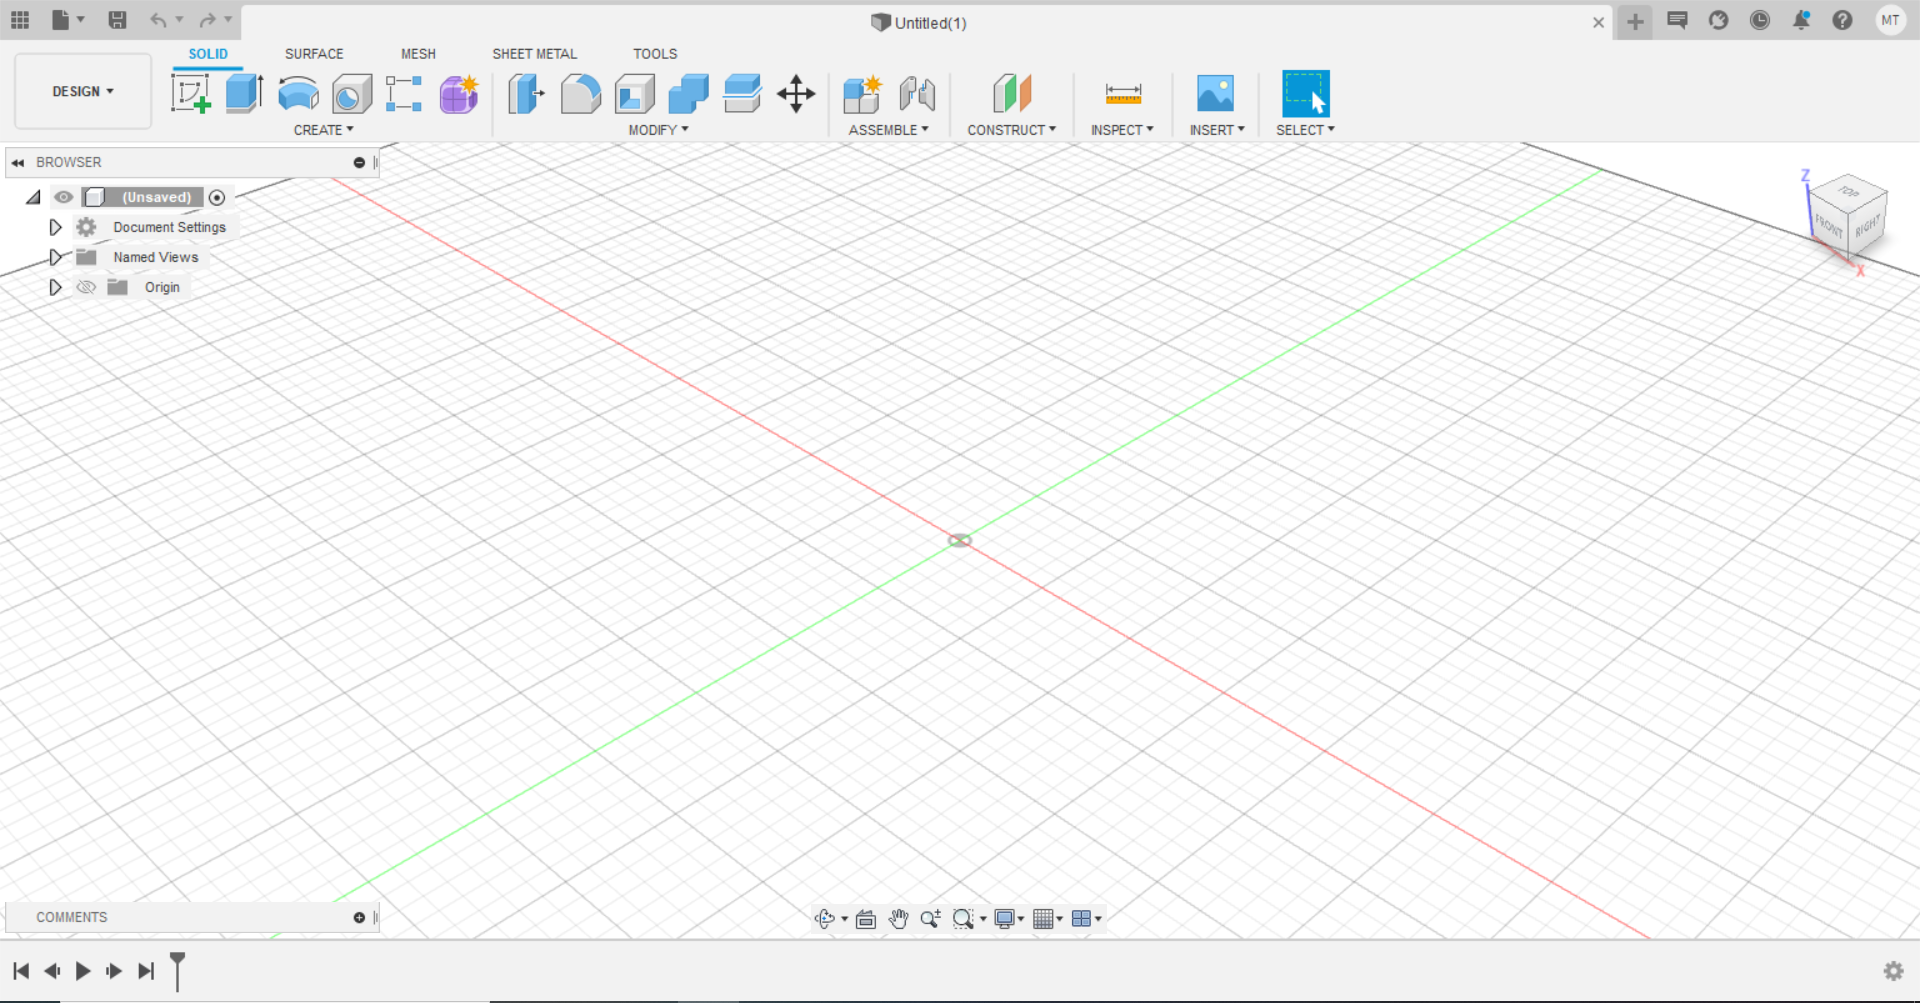 Untitled(1)
MT
SOLID
SURFACE
MESH
SHEET METAL
TOOLS
DESIGN
CREATE
MODIFY
ASSEMBLE
CONSTRUCT
INSPECT
INSERT
SELECT
BROWSER
(Unsaved)
Document Settings
Named Views
Origin
Z
TOP
FRONT
RIGHT
X
COMMENTS